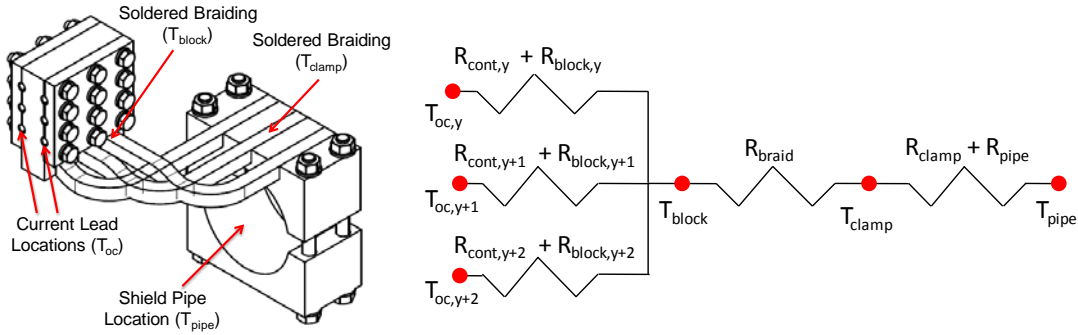 Soldered Braiding
(T_block)
Soldered Braiding
(T_clamp)
Current Lead
Locations (T_oc)
Shield Pipe
Location (T_pipe)
R_cont,y + R_block,y
T_oc,y
R_cont,y+1 + R_block,y+1
T_oc,y+1
R_cont,y+2 + R_block,y+2
T_oc,y+2
T_block
R_braid
T_clamp
R_clamp + R_pipe
T_pipe